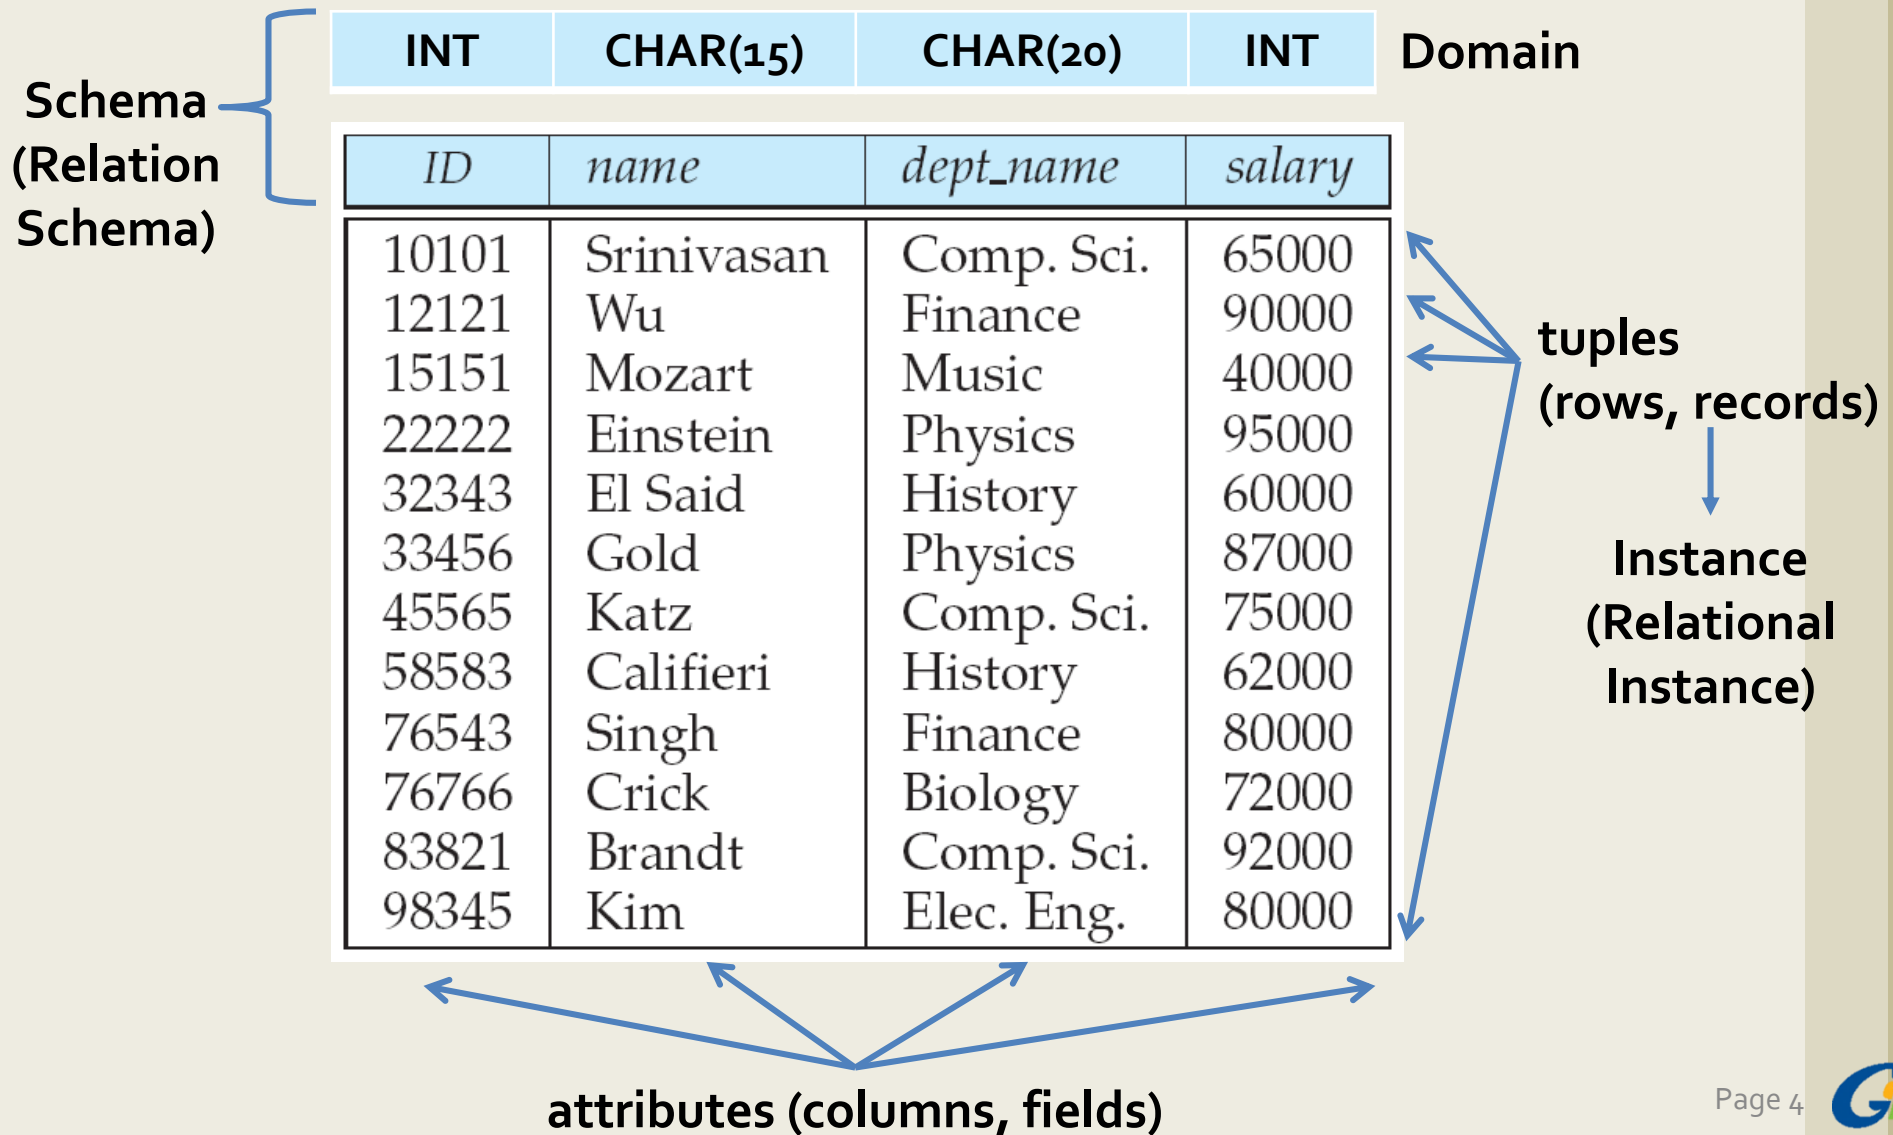 INT CHAR(15) CHAR(20) INT Domain
Schema
(Relation
Schema)
ID name dept_name salary
10101 Srinivasan Comp. Sci. 65000
12121 Wu Finance 90000
15151 Mozart Music 40000
22222 Einstein Physics 95000
32343 El Said History 60000
33456 Gold Physics 87000
45565 Katz Comp. Sci. 75000
58583 Califieri History 62000
76543 Singh Finance 80000
76766 Crick Biology 72000
83821 Brandt Comp. Sci. 92000
98345 Kim Elec. Eng. 80000
tuples
(rows, records)
Instance
(Relational
Instance)
attributes (columns, fields)
Page 4